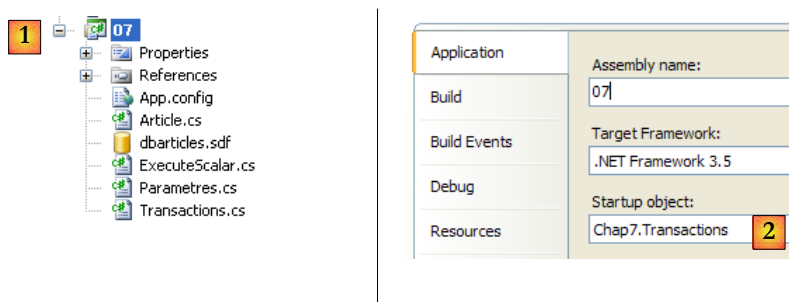 1
07
Properties
References
App.config
Article.cs
dbarticles.sdf
ExecuteScalar.cs
Parametres.cs
Transactions.cs
Application
Build
Build Events
Debug
Resources
Assembly name:
07
Target Framework:
.NET Framework 3.5
Startup object:
Chap7.Transactions
2